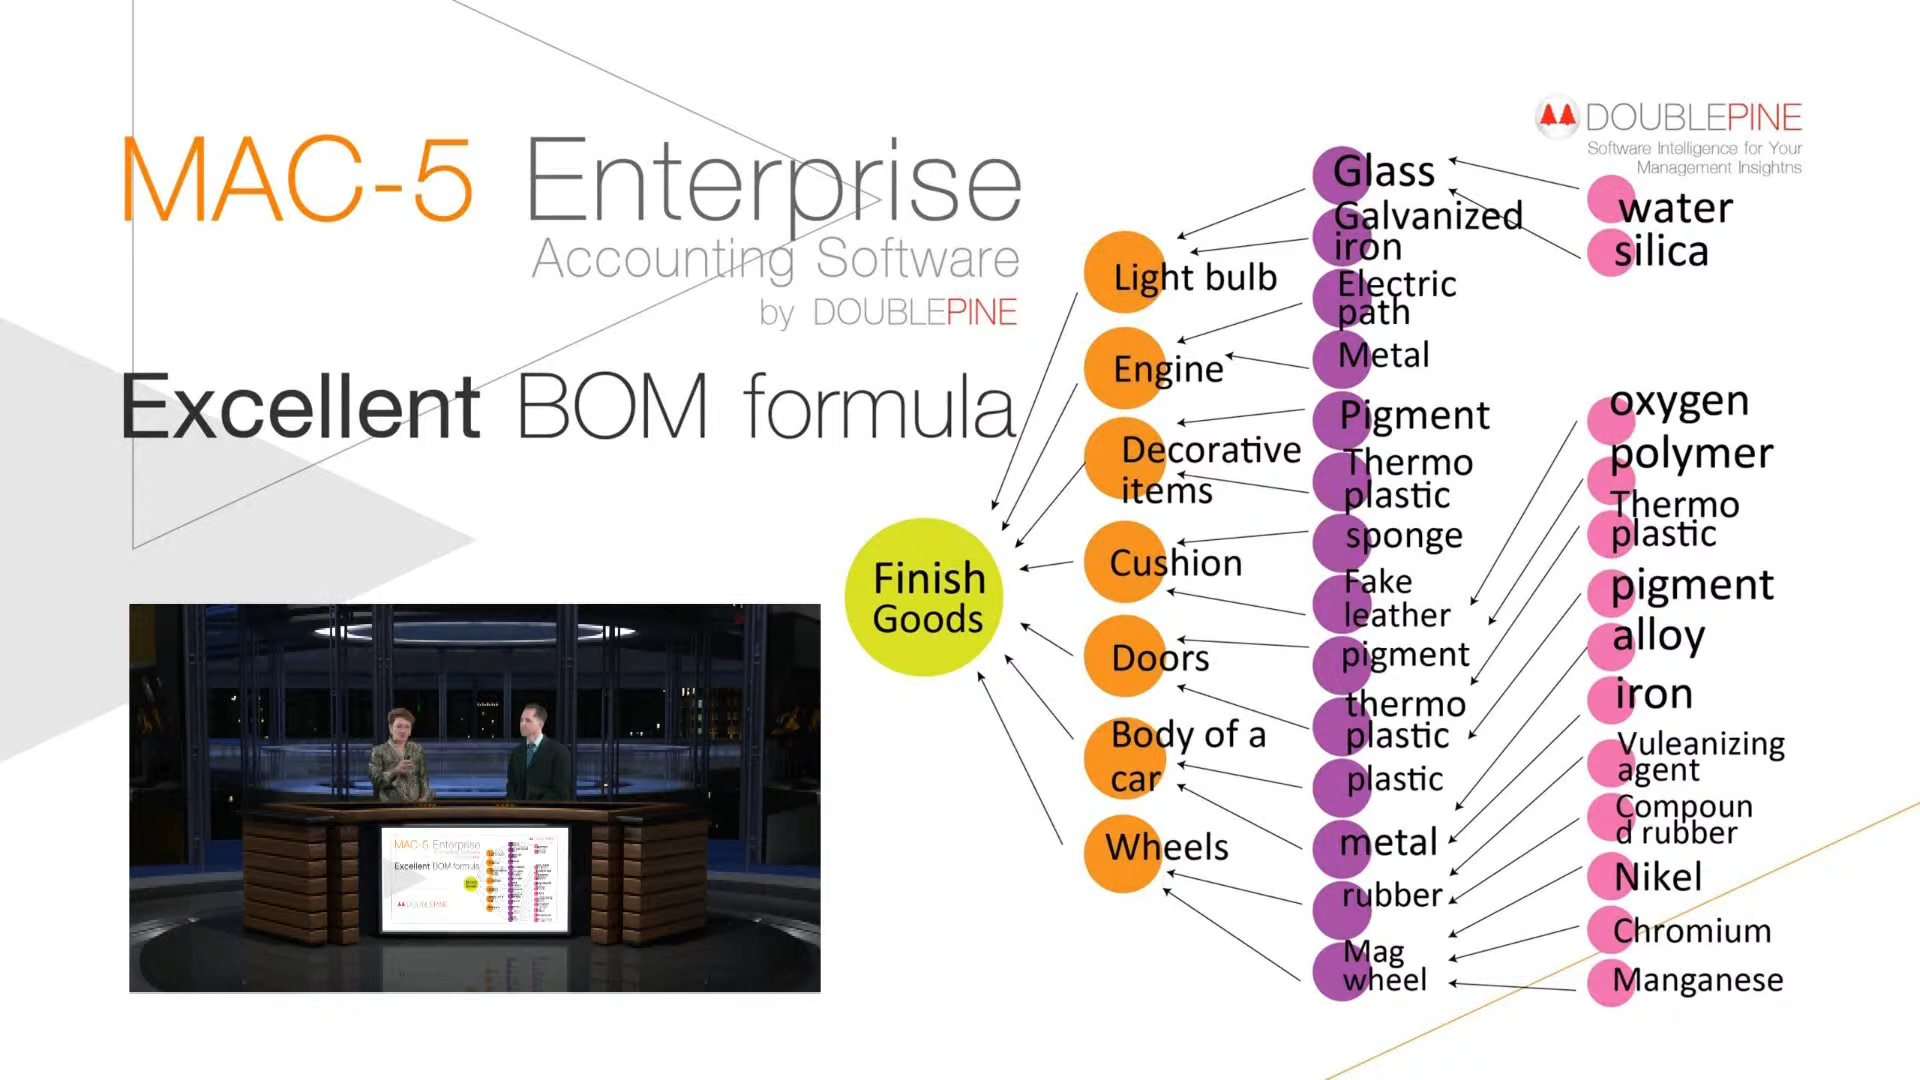 MAC-5 Enterprise
Accounting Software
by DOUBLEPINE
Excellent BOM formula
DOUBLEPINE
Software Intelligence for Your
Management Insightns
Finish
Goods
Light bulb
Engine
Decorative
items
Cushion
Doors
Body of a
car
Wheels
Glass
Galvanized
iron
Electric
path
Metal
Pigment
Thermo
plastic
sponge
Fake
leather
pigment
thermo
plastic
plastic
metal
rubber
Mag
wheel
water
silica
oxygen
polymer
Thermo
plastic
pigment
alloy
iron
Vuleanizing
agent
Compoun
d rubber
Nikel
Chromium
Manganese
MAC-5 Enterprise
Excellent BOM formula
DOUBLEPINE